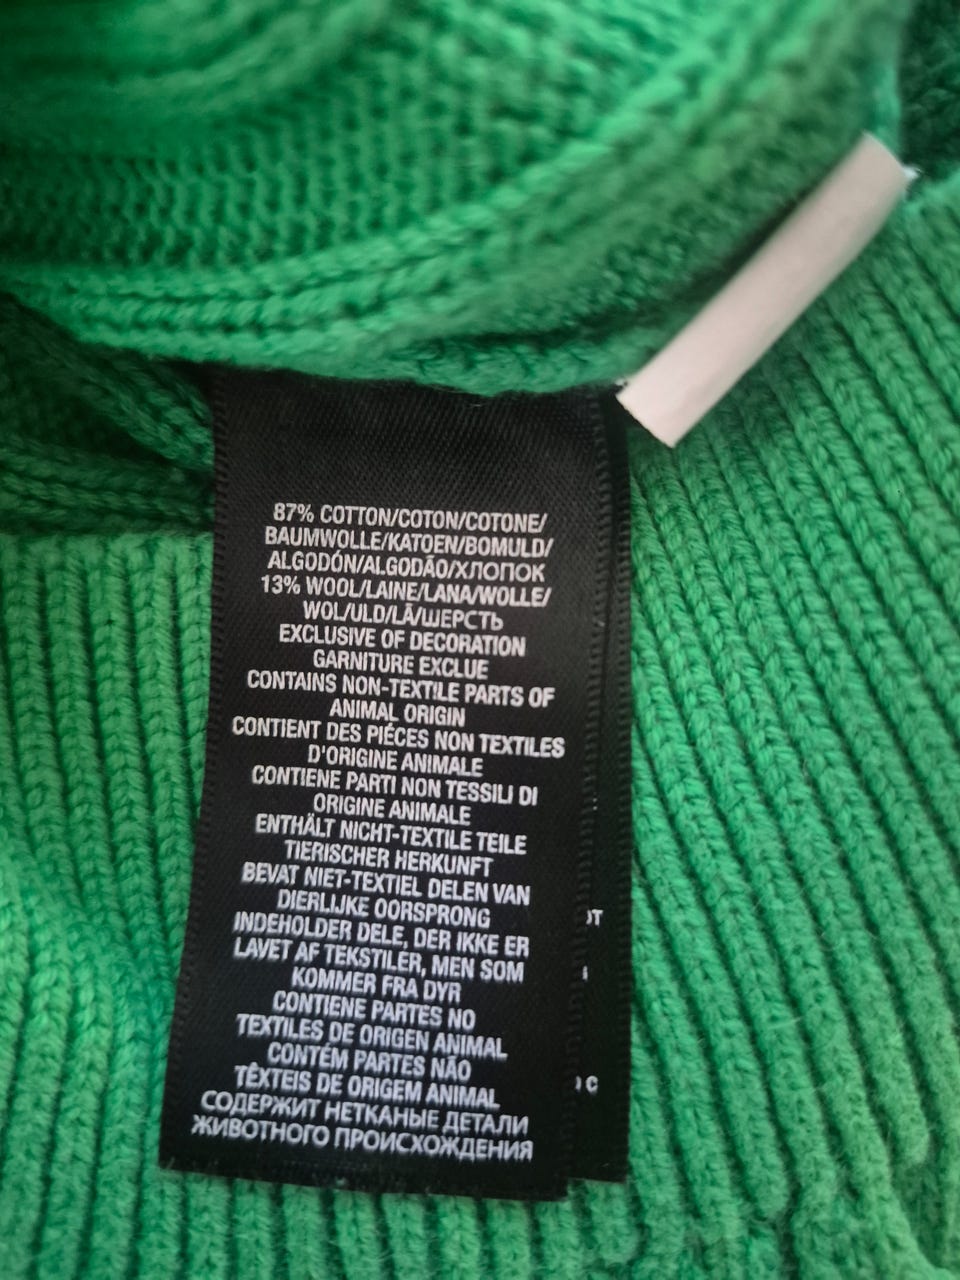 87% COTTON/COTON/COTONE/
BAUMWOLLE/KATOEN/BOMULD/
ALGODÓN/ALGODÃO/ХЛОПОК
13% WOOL/LAINE/LANA/WOLLE/
WOL/ULD/LÃ/ШЕРСТЬ
EXCLUSIVE OF DECORATION
GARNITURE EXCLUE
CONTAINS NON-TEXTILE PARTS OF
ANIMAL ORIGIN
CONTIENT DES PIÉCES NON TEXTILES
D'ORIGINE ANIMALE
CONTIENE PARTI NON TESSILI DI
ORIGINE ANIMALE
ENTHÄLT NICHT-TEXTILE TEILE
TIERISCHER HERKUNFT
BEVAT NIET-TEXTIEL DELEN VAN
DIERLIJKE OORSPRONG
INDEHOLDER DELE, DER IKKE ER
LAVET AF TEKSTILER, MEN SOM
KOMMER FRA DYR
CONTIENE PARTES NO
TEXTILES DE ORIGEN ANIMAL
CONTÉM PARTES NÃO
TÊXTEIS DE ORIGEM ANIMAL
СОДЕРЖИТ НЕТКАНЫЕ ДЕТАЛИ
ЖИВОТНОГО ПРОИСХОЖДЕНИЯ